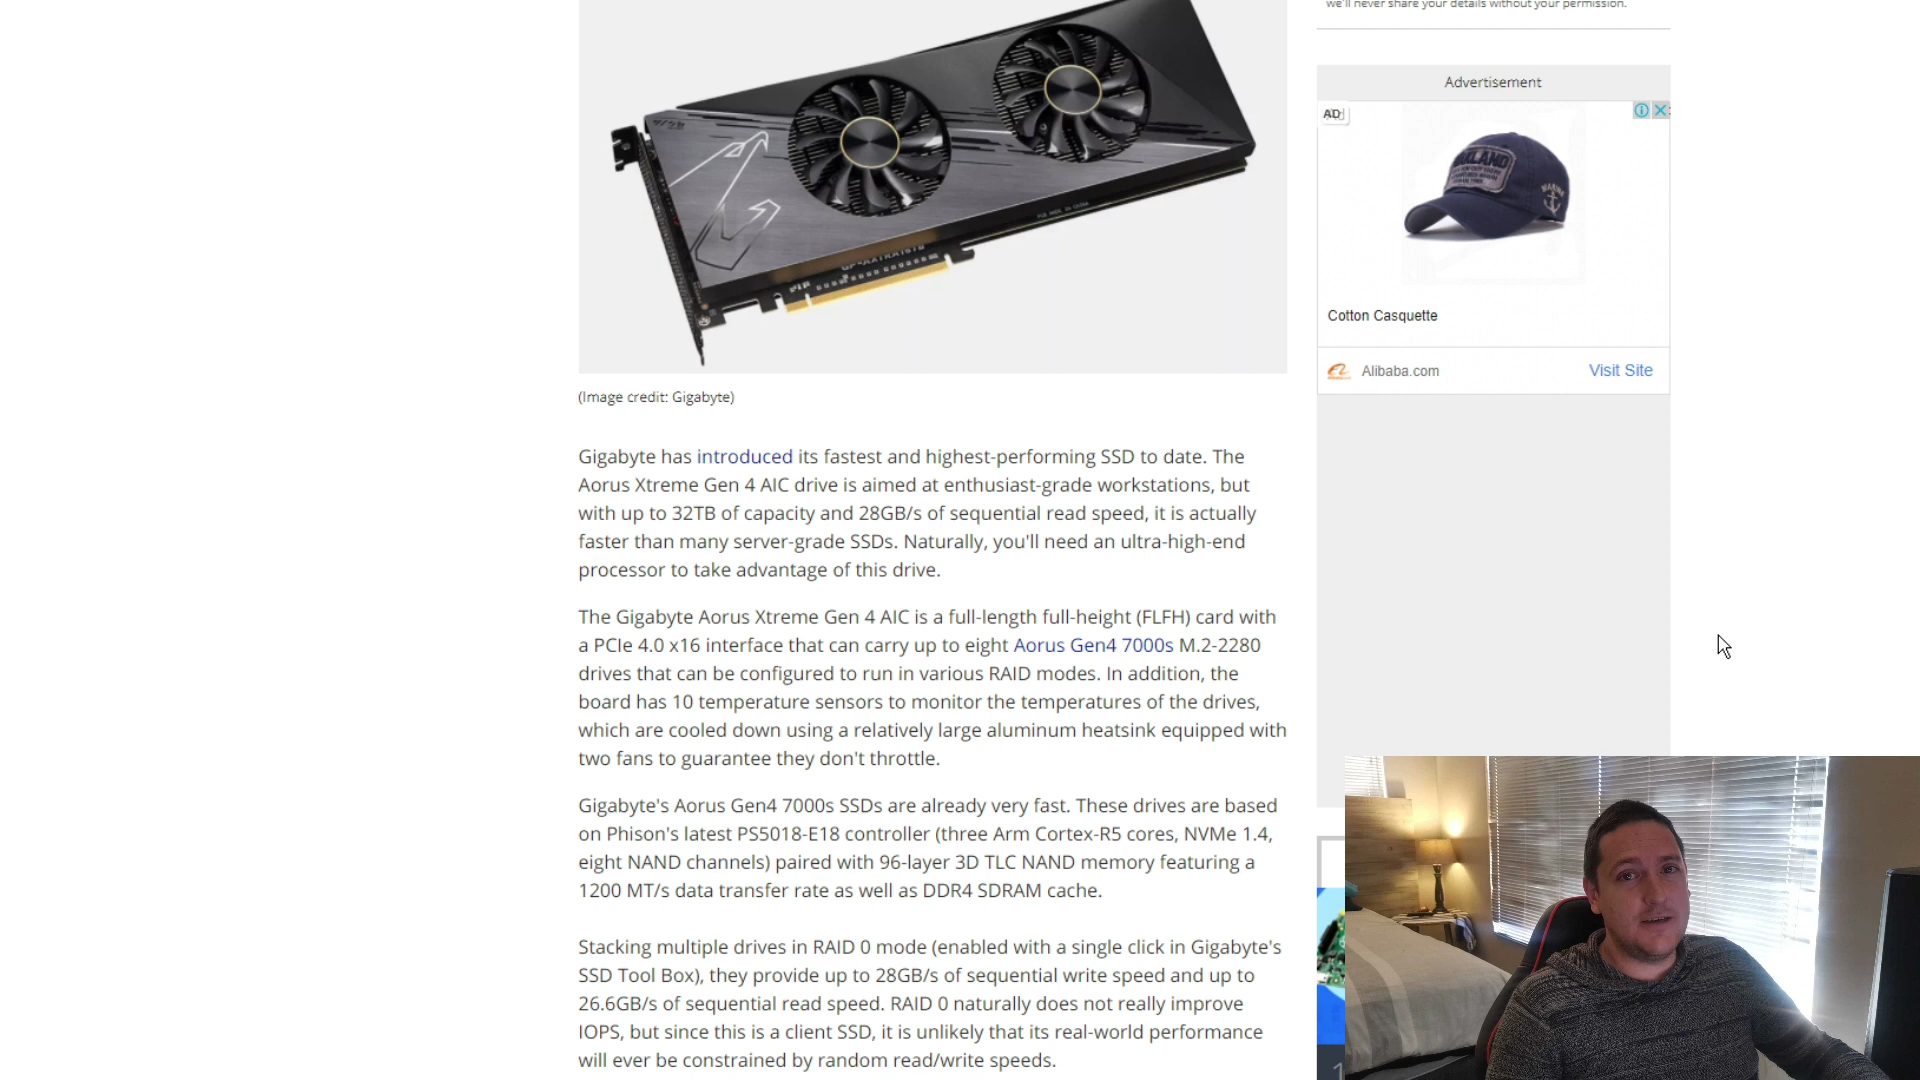 we'll never share your details without your permission.
Advertisement
AD
Cotton Casquette
Alibaba.com
Visit Site
(Image credit: Gigabyte)
Gigabyte has introduced its fastest and highest-performing SSD to date. The
Aorus Xtreme Gen 4 AIC drive is aimed at enthusiast-grade workstations, but
with up to 32TB of capacity and 28GB/s of sequential read speed, it is actually
faster than many server-grade SSDs. Naturally, you'll need an ultra-high-end
processor to take advantage of this drive.
The Gigabyte Aorus Xtreme Gen 4 AIC is a full-length full-height (FLFH) card with
a PCIe 4.0 x16 interface that can carry up to eight Aorus Gen4 7000s M.2-2280
drives that can be configured to run in various RAID modes. In addition, the
board has 10 temperature sensors to monitor the temperatures of the drives,
which are cooled down using a relatively large aluminum heatsink equipped with
two fans to guarantee they don't throttle.
Gigabyte's Aorus Gen4 7000s SSDs are already very fast. These drives are based
on Phison's latest PS5018-E18 controller (three Arm Cortex-R5 cores, NVMe 1.4,
eight NAND channels) paired with 96-layer 3D TLC NAND memory featuring a
1200 MT/s data transfer rate as well as DDR4 SDRAM cache.
Stacking multiple drives in RAID 0 mode (enabled with a single click in Gigabyte's
SSD Tool Box), they provide up to 28GB/s of sequential write speed and up to
26.6GB/s of sequential read speed. RAID 0 naturally does not really improve
IOPS, but since this is a client SSD, it is unlikely that its real-world performance
will ever be constrained by random read/write speeds.